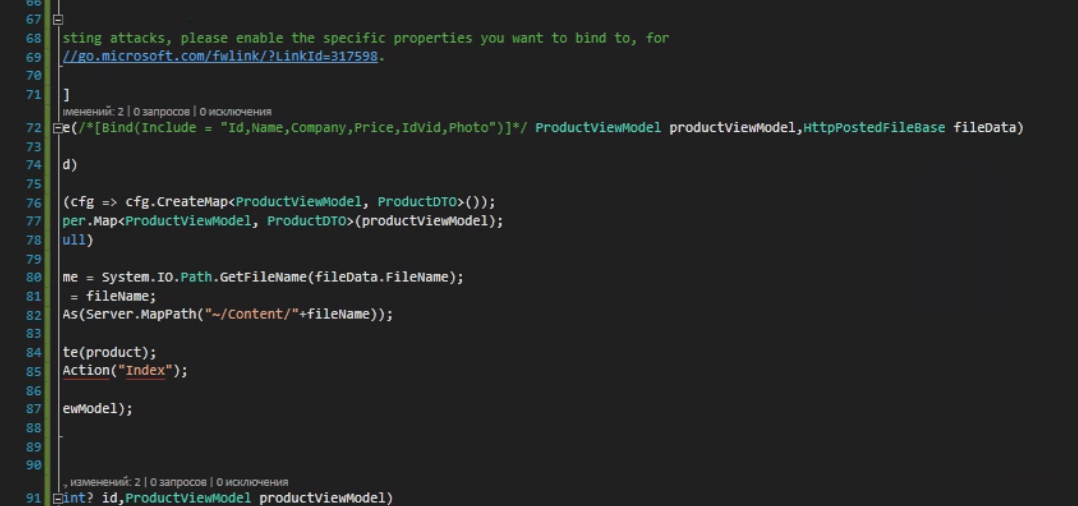 66
67
68 sting attacks, please enable the specific properties you want to bind to, for
69 //go.microsoft.com/fwlink/?LinkId=317598.
70
71 ]
менений: 2 | 0 запросов | 0 исключения
72 e(/*[Bind(Include = "Id,Name,Company,Price,IdVid,Photo")]*/ ProductViewModel productViewModel,HttpPostedFileBase fileData)
73
74 d)
75
76 (cfg => cfg.CreateMap<ProductViewModel, ProductDTO>());
77 per.Map<ProductViewModel, ProductDTO>(productViewModel);
78 ull)
79
80 me = System.IO.Path.GetFileName(fileData.FileName);
81 = fileName;
82 As(Server.MapPath("~/Content/"+fileName));
83
84 te(product);
85 Action("Index");
86
87 ewModel);
88
89
90
, изменений: 2 | 0 запросов | 0 исключения
91 int? id,ProductViewModel productViewModel)